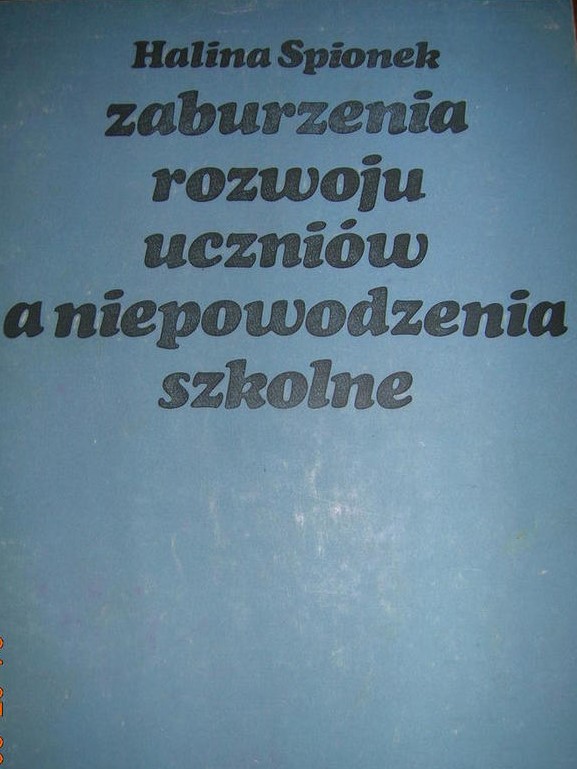 Halina Spionek
zaburzenia
rozwoju
uczniów
a niepowodzenia
szkolne